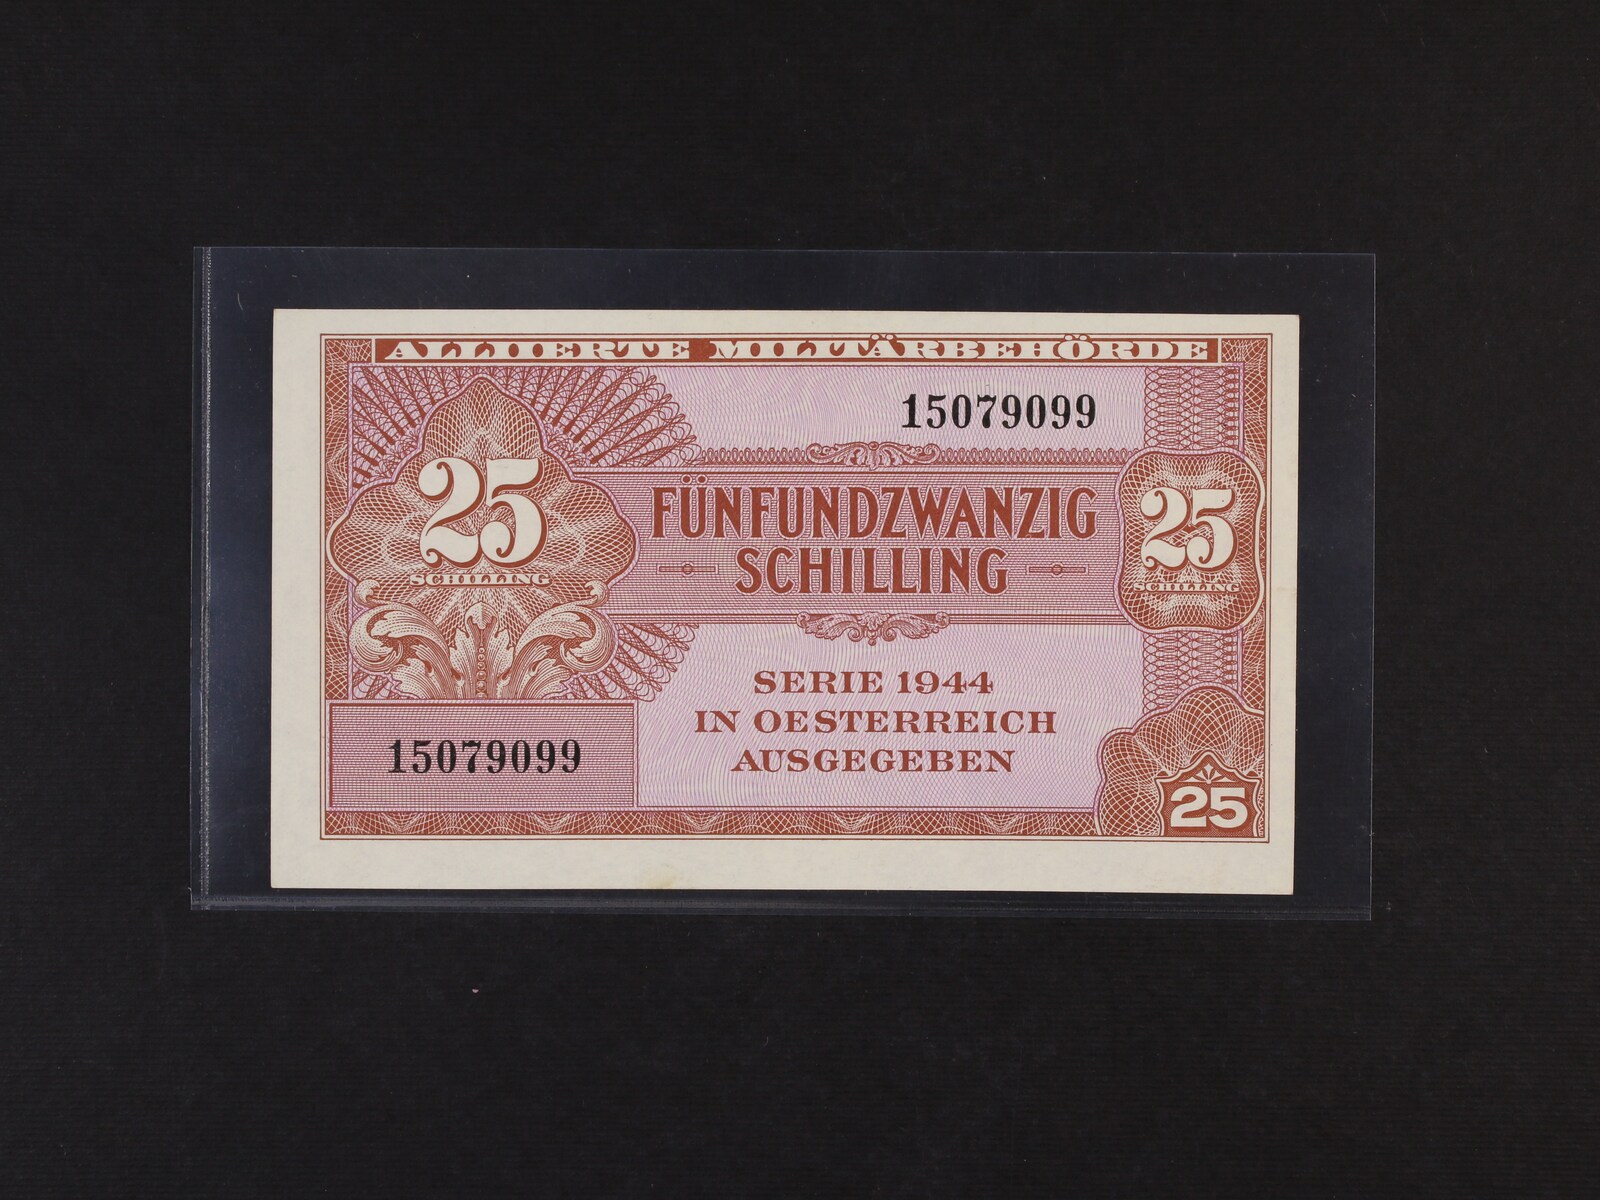 ALLIIERTE MILITÄRBEHÖRDE
15079099
25
SCHILLING
FÜNFUNDZWANZIG
SCHILLING
25
SCHILLING
SERIE 1944
IN OESTERREICH
AUSGEGEBEN
15079099
25